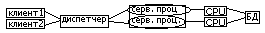 клиент1
клиент2
диспетчер
серв. проц.
серв. проц.
CPU
CPU
БД